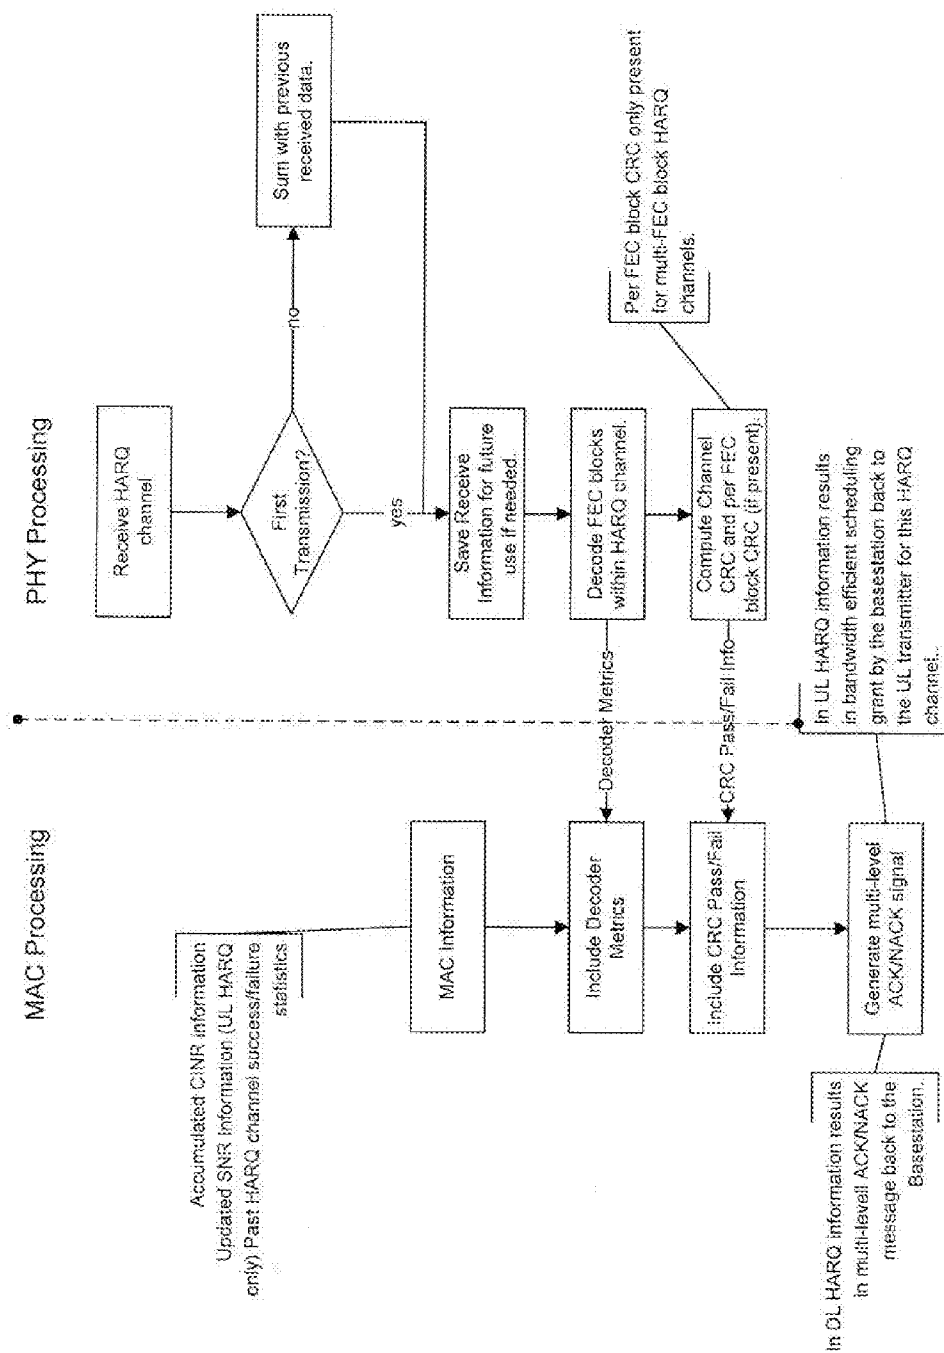 MAC Processing
PHY Processing
Accumulated CINR information
Updated SNR Information (UL HARQ
only) Past HARQ channel success/failure
statistics
MAC Information
Include Decoder
Metrics
Include CRC Pass/Fail
Information
Generate multi-level
ACK/NACK signal
In DL HARQ information results
in multi-levell ACK/NACK
message back to the
Basestation.
Receive HARQ
channel
First
Transmission?
no
yes
Sum with previous
received data.
Save Receive
Information for future
use if needed.
Decode FEC blocks
within HARQ channel.
Decoder Metrics
Compute Channel
CRC and per FEC
block CRC (if present).
CRC Pass/Fail Info
Per FEC block CRC only present
for multi-FEC block HARQ
channels.
In UL HARQ information results
in bandwidth efficient scheduling
grant by the basestation back to
the UL transmitter for this HARQ
channel..